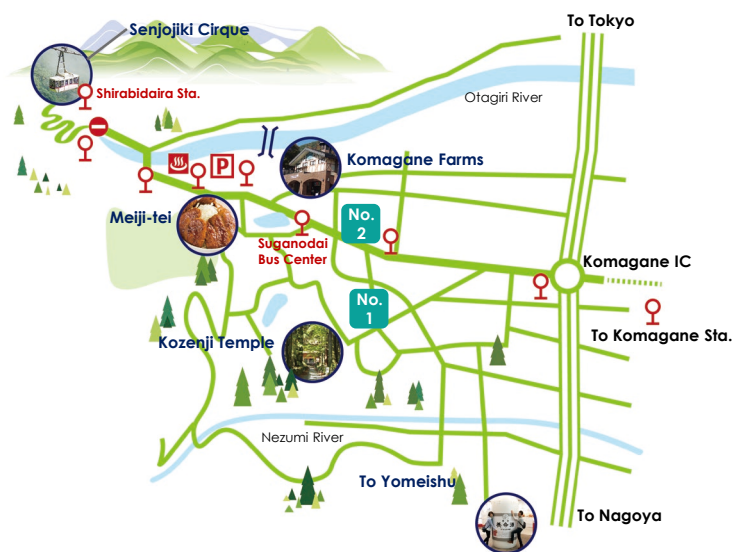 To Tokyo
Senjojiki Cirque
Shirabidaira Sta.
Otagiri River
P
Komagane Farms
Meiji-tei
No.
2
Suganodai
Bus Center
Komagane IC
No.
1
To Komagane Sta.
Kozenji Temple
Nezumi River
To Yomeishu
To Nagoya